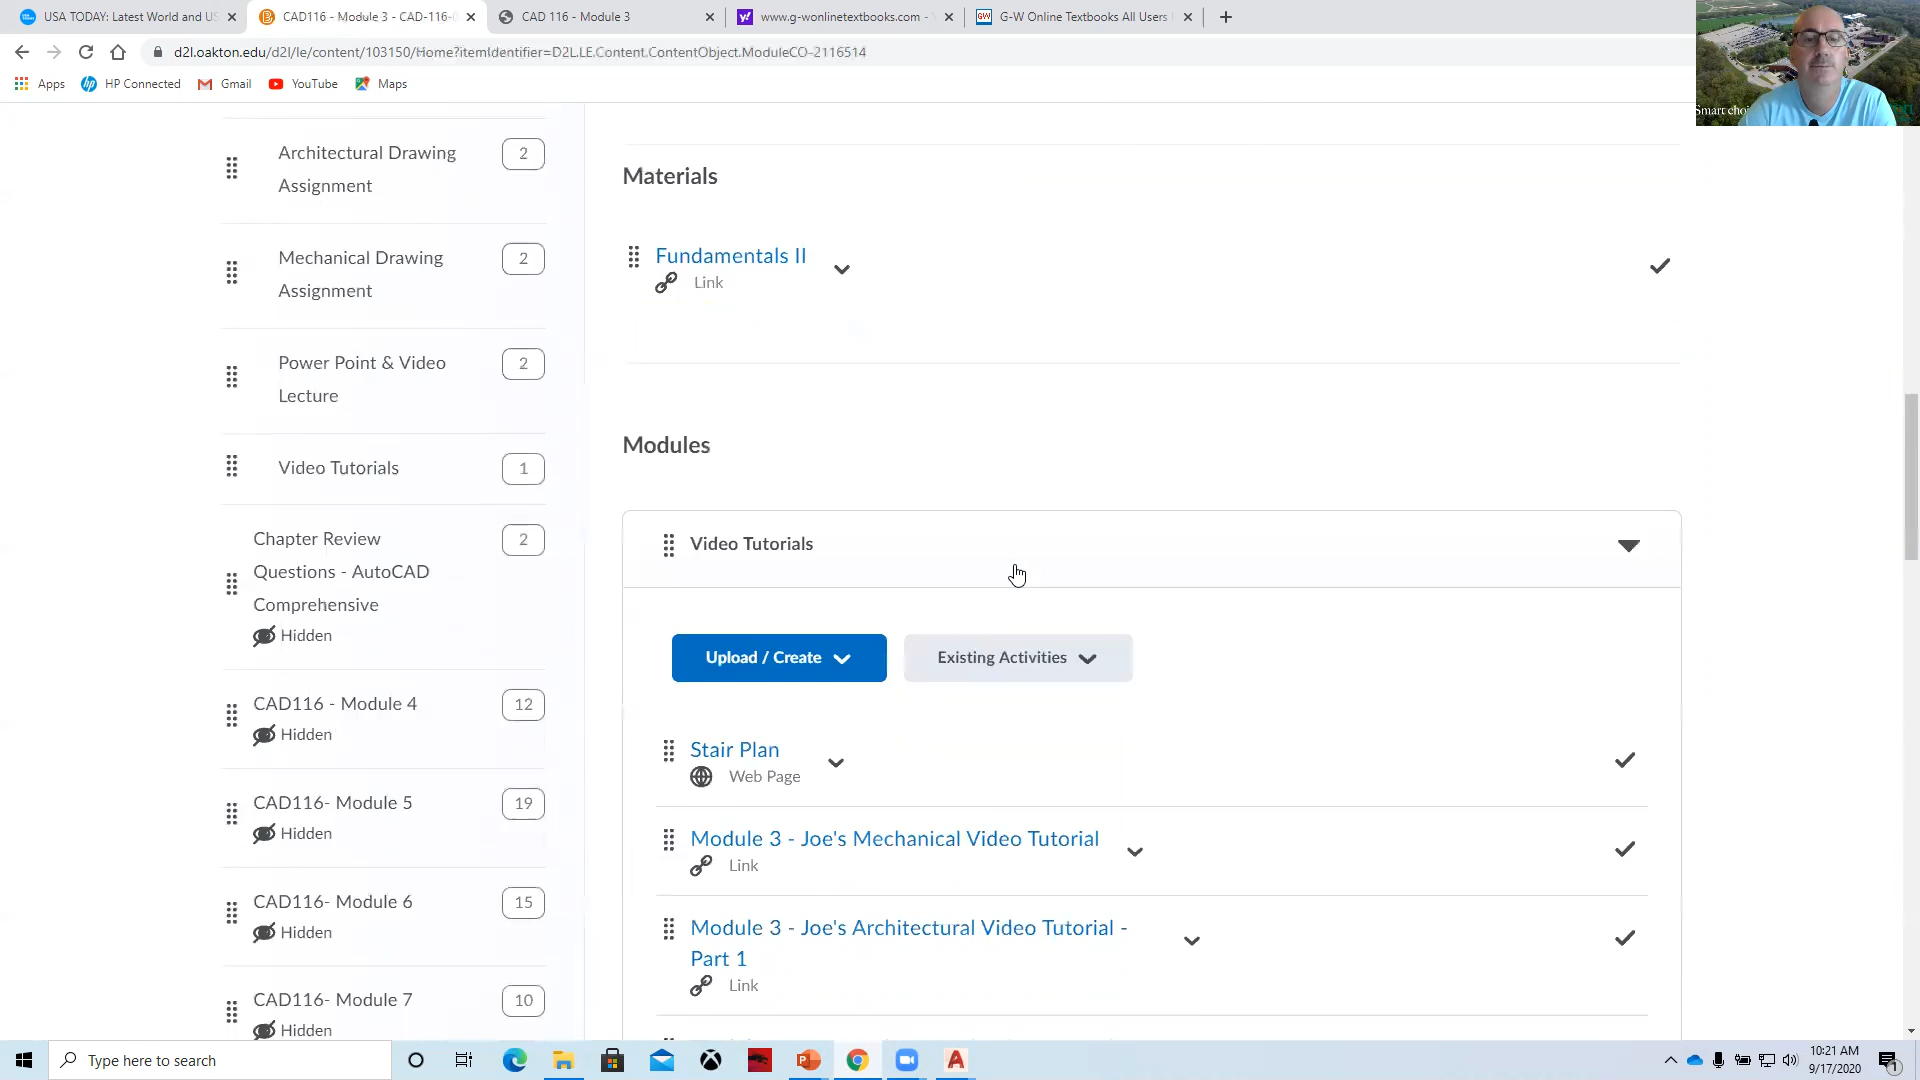 USA TODAY: Latest World and US
CAD116 - Module 3 - CAD-116-0
CAD 116 - Module 3
www.g-wonlinetextbooks.com -
G-W Online Textbooks All Users
d2l.oakton.edu/d2l/le/content/103150/Home?itemIdentifier=D2L.LE.Content.ContentObject.ModuleCO-2116514
Apps
HP Connected
Gmail
YouTube
Maps
Smart choi
Architectural Drawing
Assignment
2
Mechanical Drawing
Assignment
2
Power Point & Video
Lecture
2
Video Tutorials
1
Chapter Review
Questions - AutoCAD
Comprehensive
2
Hidden
CAD116 - Module 4
12
Hidden
CAD116- Module 5
19
Hidden
CAD116- Module 6
15
Hidden
CAD116- Module 7
10
Hidden
Materials
Fundamentals II
Link
Modules
Video Tutorials
Upload / Create
Existing Activities
Stair Plan
Web Page
Module 3 - Joe's Mechanical Video Tutorial
Link
Module 3 - Joe's Architectural Video Tutorial -
Part 1
Link
Type here to search
10:21 AM
9/17/2020
1